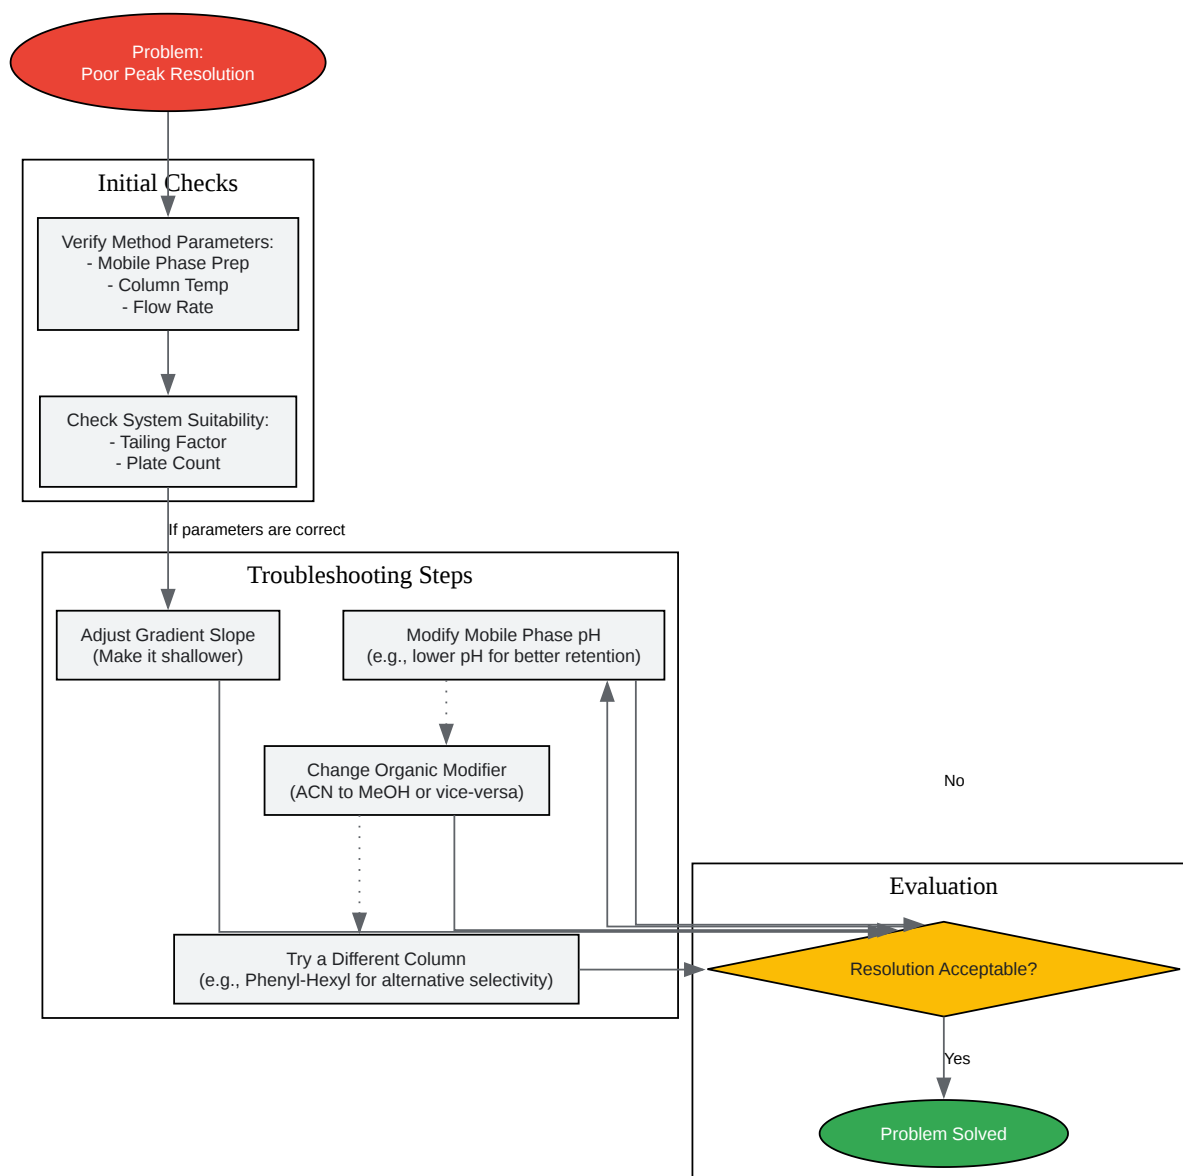 Problem:
Poor Peak Resolution
Initial Checks
Verify Method Parameters:
- Mobile Phase Prep
- Column Temp
- Flow Rate
Check System Suitability:
- Tailing Factor
- Plate Count
If parameters are correct
Troubleshooting Steps
Adjust Gradient Slope
(Make it shallower)
Modify Mobile Phase pH
(e.g., lower pH for better retention)
Change Organic Modifier
(ACN to MeOH or vice-versa)
Try a Different Column
(e.g., Phenyl-Hexyl for alternative selectivity)
No
Evaluation
Resolution Acceptable?
Yes
Problem Solved